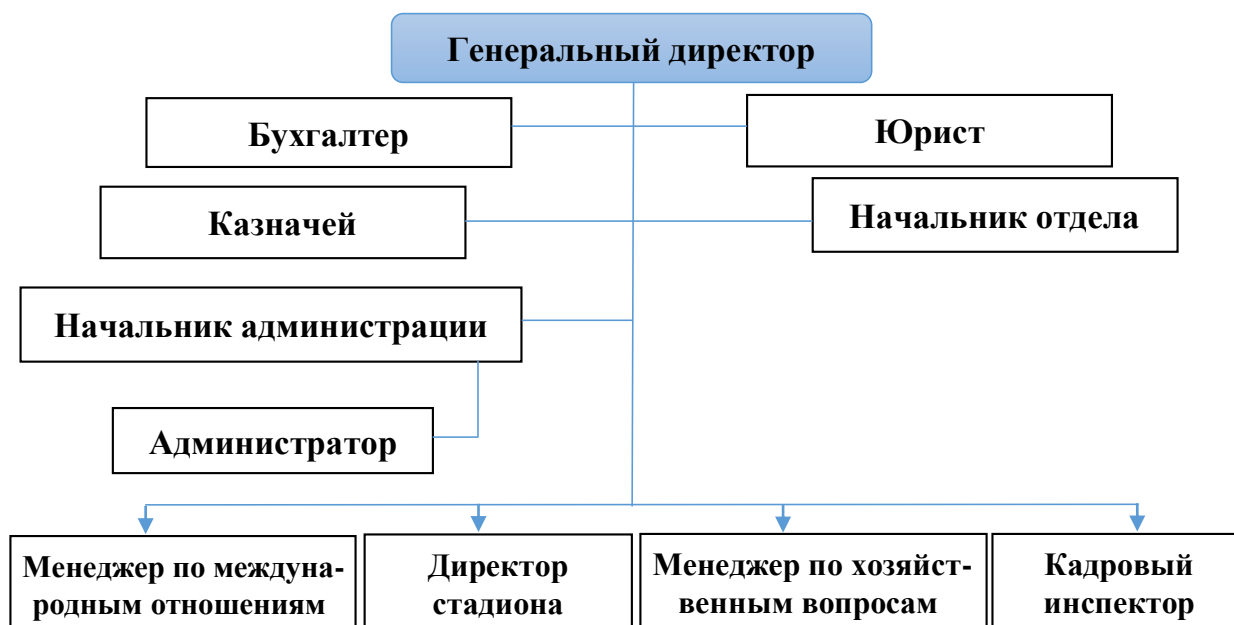 Генеральный директор
Бухгалтер
Юрист
Казначей
Начальник отдела
Начальник администрации
Администратор
Менеджер по междуна-
родным отношениям
Директор
стадиона
Менеджер по хозяйст-
венным вопросам
Кадровый
инспектор